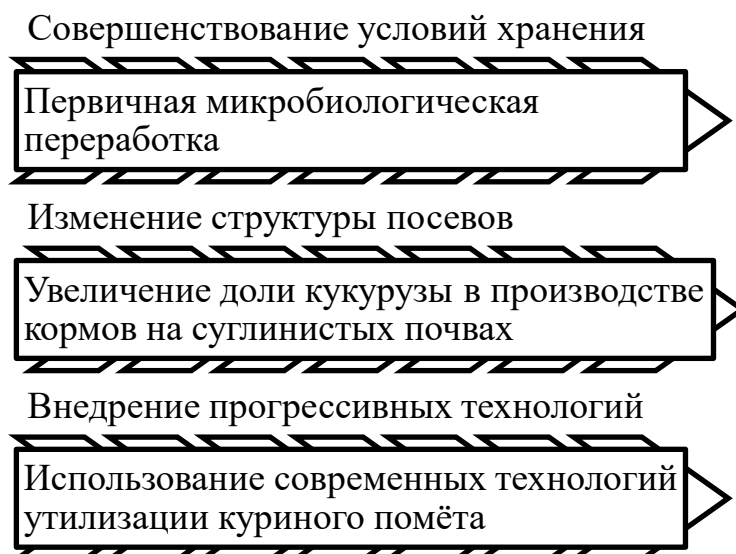 Совершенствование условий хранения
Первичная микробиологическая
переработка
Изменение структуры посевов
Увеличение доли кукурузы в производстве
кормов на суглинистых почвах
Внедрение прогрессивных технологий
Использование современных технологий
утилизации куриного помёта